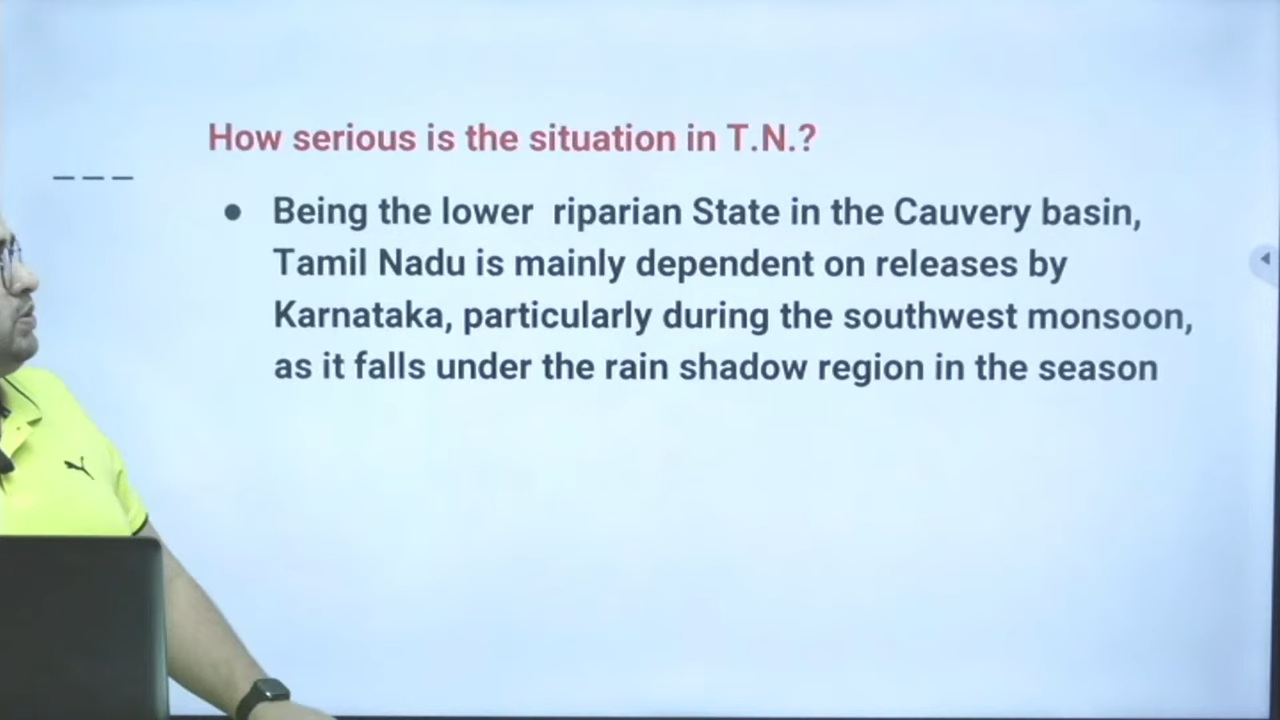 How serious is the situation in T.N.?
● Being the lower riparian State in the Cauvery basin,
Tamil Nadu is mainly dependent on releases by
Karnataka, particularly during the southwest monsoon,
as it falls under the rain shadow region in the season